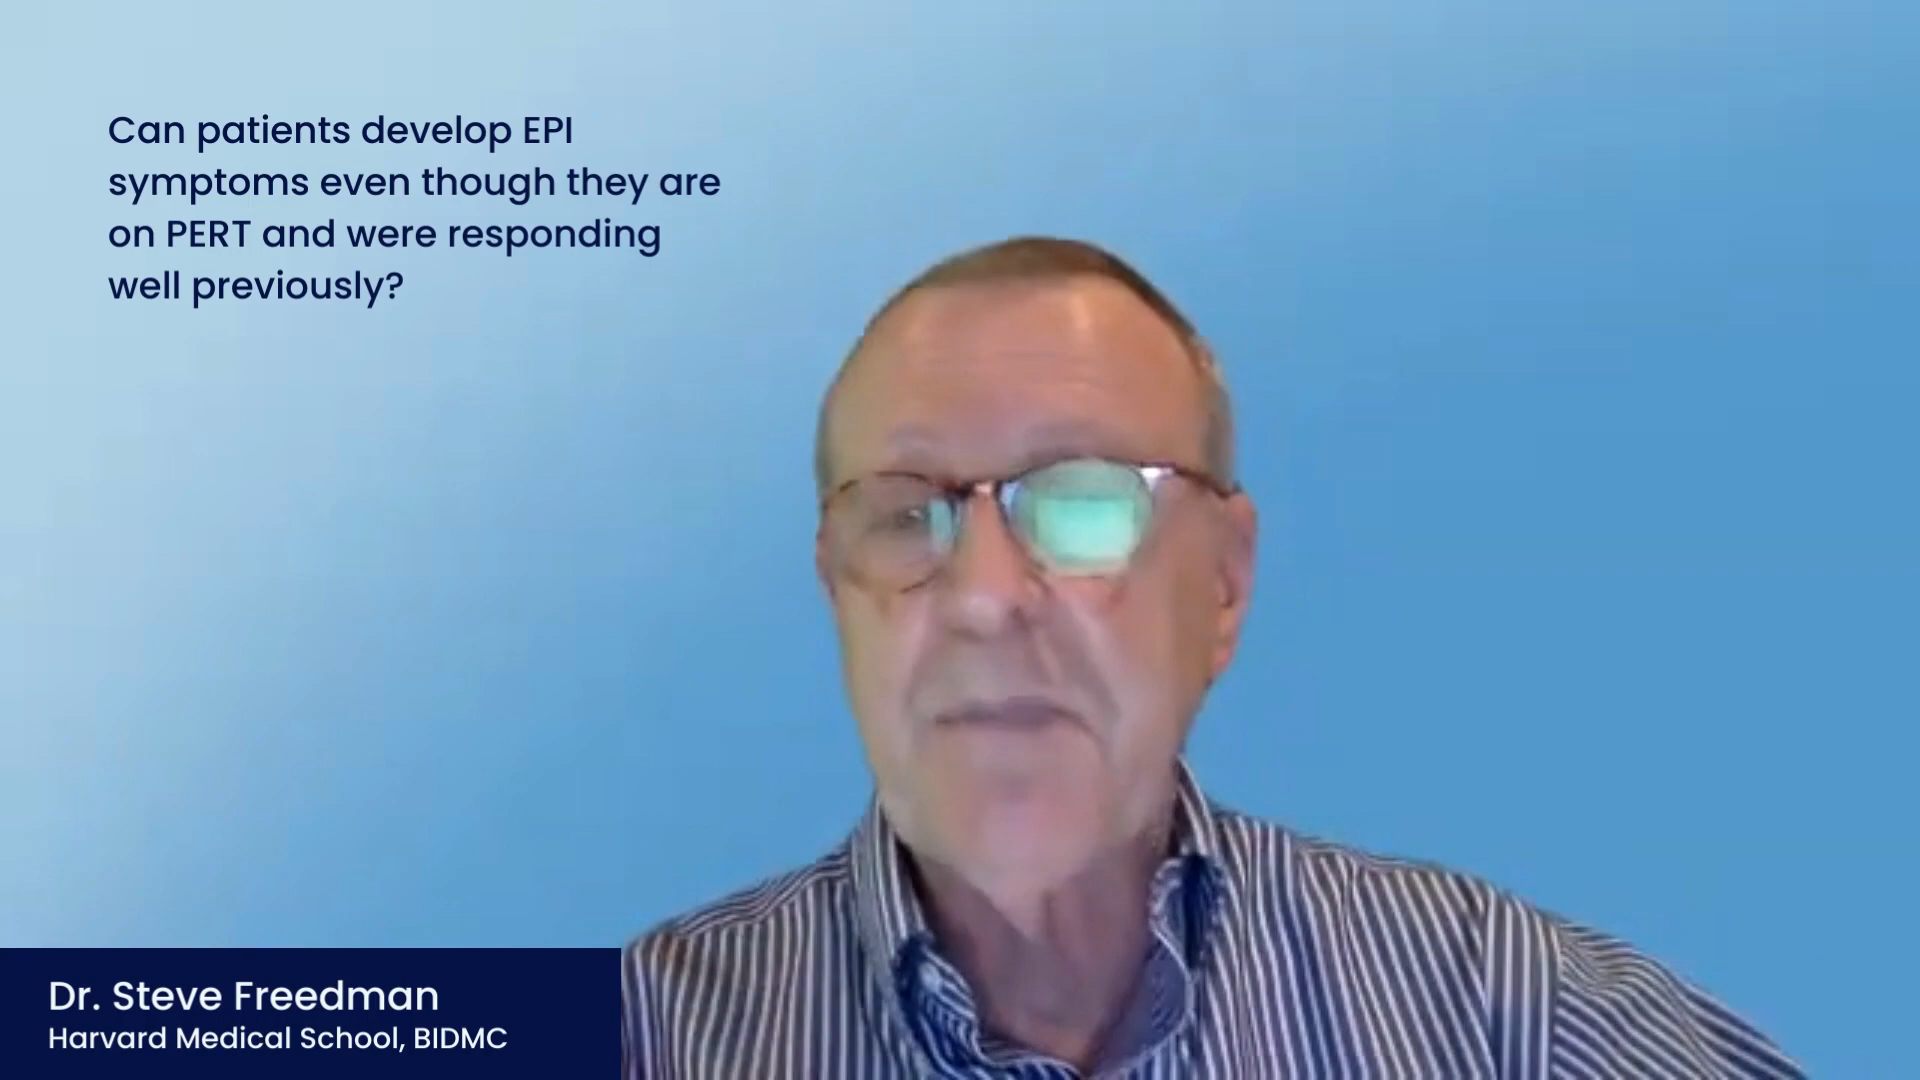 Can patients develop EPI
symptoms even though they are
on PERT and were responding
well previously?
Dr. Steve Freedman
Harvard Medical School, BIDMC